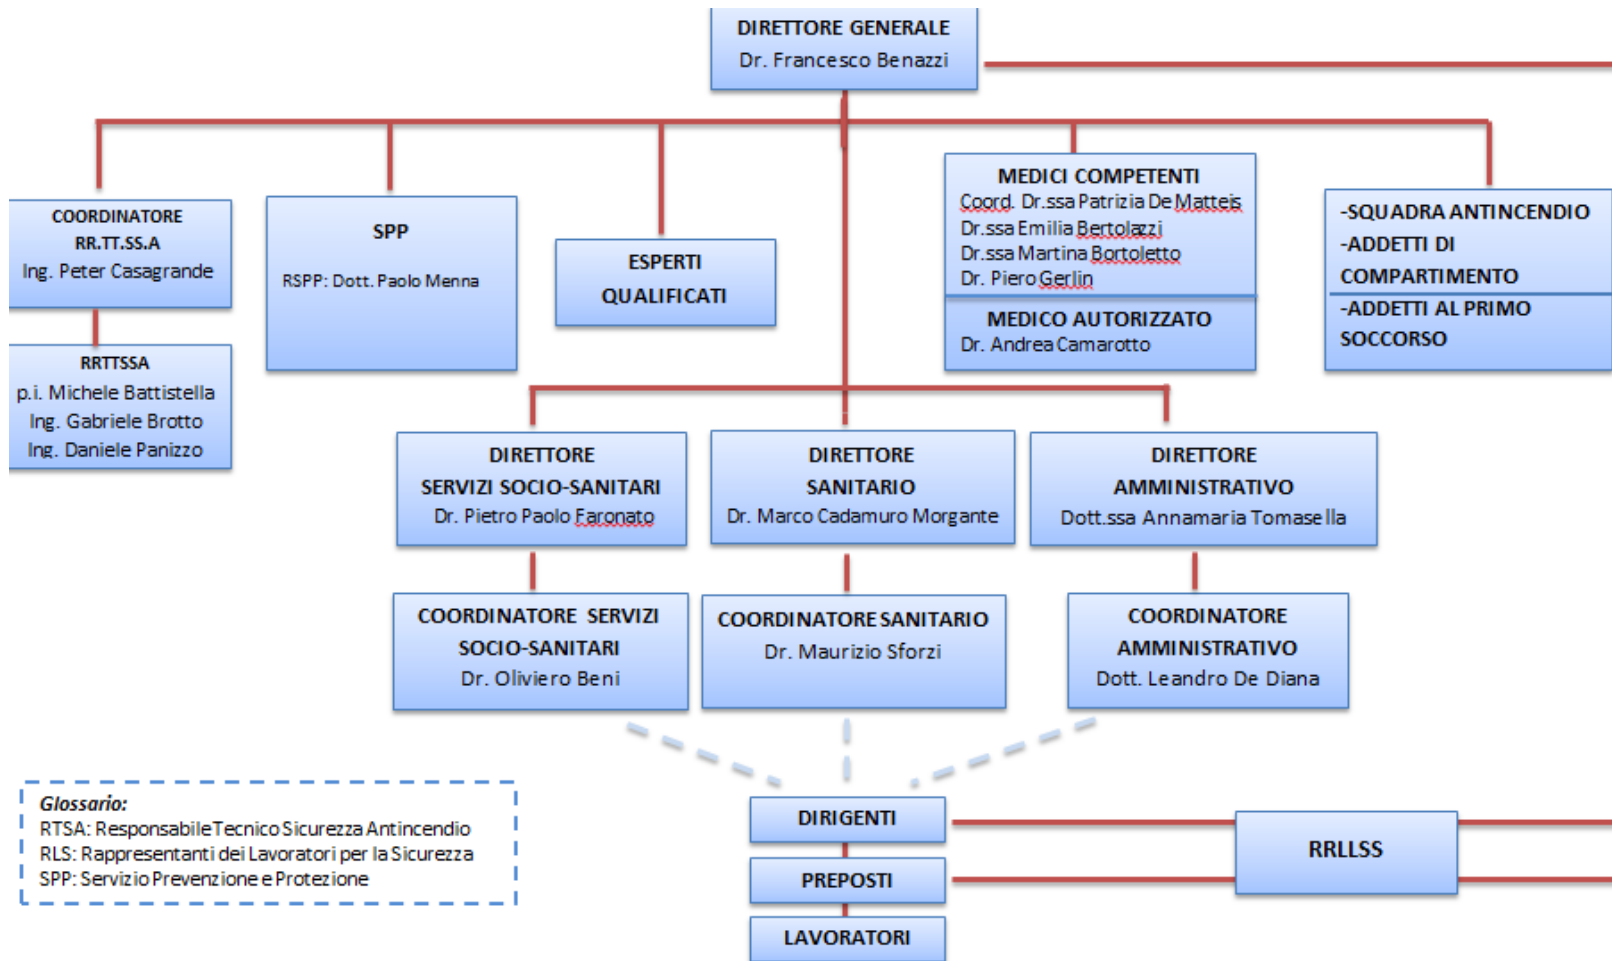 DIRETTORE GENERALE
Dr. Francesco Benazzi
COORDINATORE
RR.TT.SS.A
Ing. Peter Casagrande
RRTTSSA
p.i. Michele Battistella
Ing. Gabriele Brotto
Ing. Daniele Panizzo
SPP
RSPP: Dott. Paolo Menna
ESPERTI
QUALIFICATI
MEDICI COMPETENTI
Coord. Dr.ssa Patrizia De Matteis
Dr.ssa Emilia Bertolazzi
Dr.ssa Martina Bortoletto
Dr. Piero Gerlin
MEDICO AUTORIZZATO
Dr. Andrea Camarotto
-SQUADRA ANTINCENDIO
-ADDETTI DI
COMPARTIMENTO
-ADDETTI AL PRIMO
SOCCORSO
DIRETTORE
SERVIZI SOCIO-SANITARI
Dr. Pietro Paolo Faronato
DIRETTORE
SANITARIO
Dr. Marco Cadamuro Morgante
DIRETTORE
AMMINISTRATIVO
Dott.ssa Annamaria Tomasella
COORDINATORE SERVIZI
SOCIO-SANITARI
Dr. Oliviero Beni
COORDINATORE SANITARIO
Dr. Maurizio Sforzi
COORDINATORE
AMMINISTRATIVO
Dott. Leandro De Diana
Glossario:
RTSA: Responsabile Tecnico Sicurezza Antincendio
RLS: Rappresentanti dei Lavoratori per la Sicurezza
SPP: Servizio Prevenzione e Protezione
DIRIGENTI
PREPOSTI
LAVORATORI
RRLLSS